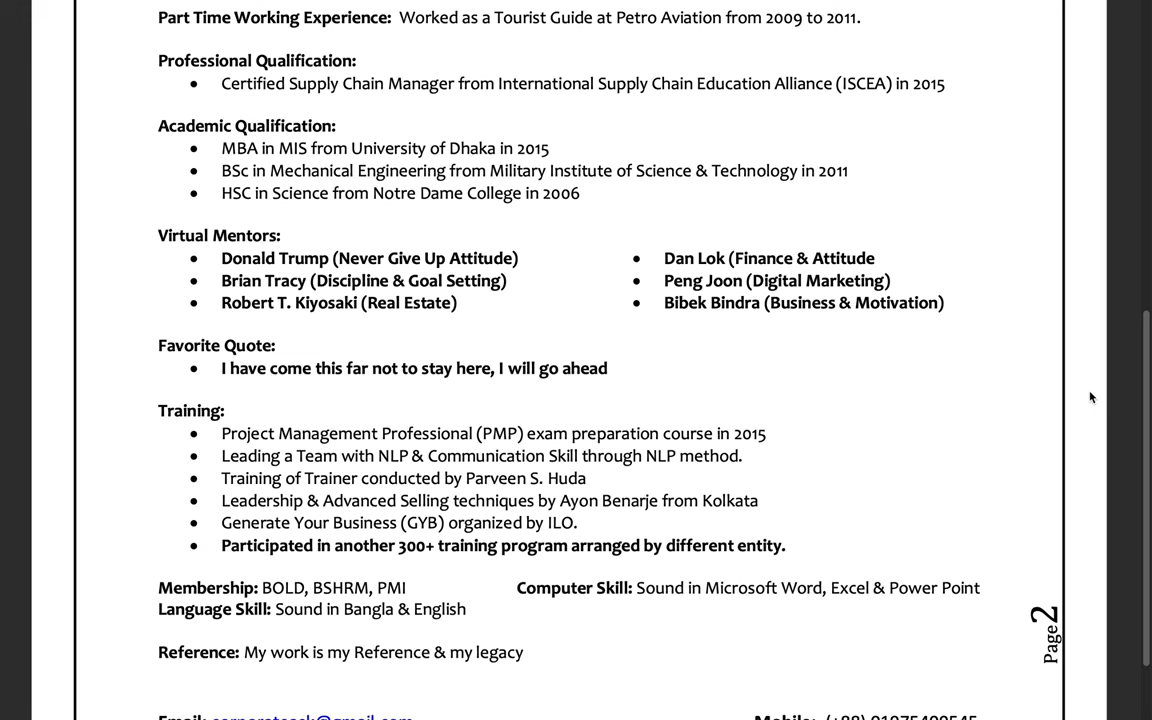 Part Time Working Experience: Worked as a Tourist Guide at Petro Aviation from 2009 to 2011.
Professional Qualification:
• Certified Supply Chain Manager from International Supply Chain Education Alliance (ISCEA) in 2015
Academic Qualification:
• MBA in MIS from University of Dhaka in 2015
• BSc in Mechanical Engineering from Military Institute of Science & Technology in 2011
• HSC in Science from Notre Dame College in 2006
Virtual Mentors:
• Donald Trump (Never Give Up Attitude)
• Brian Tracy (Discipline & Goal Setting)
• Robert T. Kiyosaki (Real Estate)
• Dan Lok (Finance & Attitude
• Peng Joon (Digital Marketing)
• Bibek Bindra (Business & Motivation)
Favorite Quote:
• I have come this far not to stay here, I will go ahead
Training:
• Project Management Professional (PMP) exam preparation course in 2015
• Leading a Team with NLP & Communication Skill through NLP method.
• Training of Trainer conducted by Parveen S. Huda
• Leadership & Advanced Selling techniques by Ayon Benarje from Kolkata
• Generate Your Business (GYB) organized by ILO.
• Participated in another 300+ training program arranged by different entity.
Membership: BOLD, BSHRM, PMI Computer Skill: Sound in Microsoft Word, Excel & Power Point
Language Skill: Sound in Bangla & English
Reference: My work is my Reference & my legacy
Page 2
Email: Mobile: